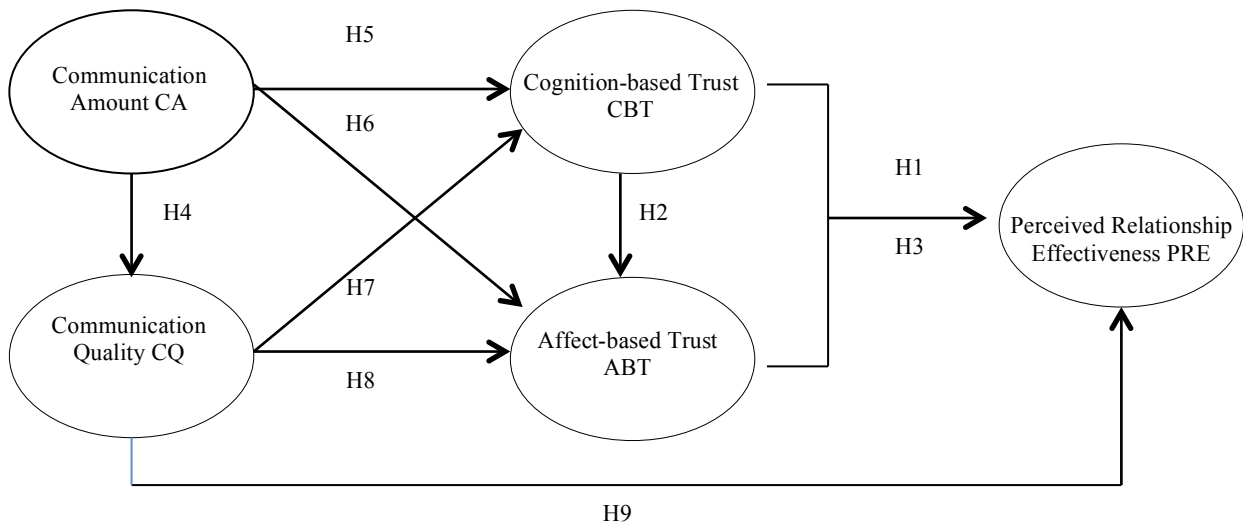 H5
Communication
Amount CA
Cognition-based Trust
CBT
H6
H1
H4
H2
Perceived Relationship
Effectiveness PRE
H3
H7
Communication
Quality CQ
Affect-based Trust
ABT
H8
H9